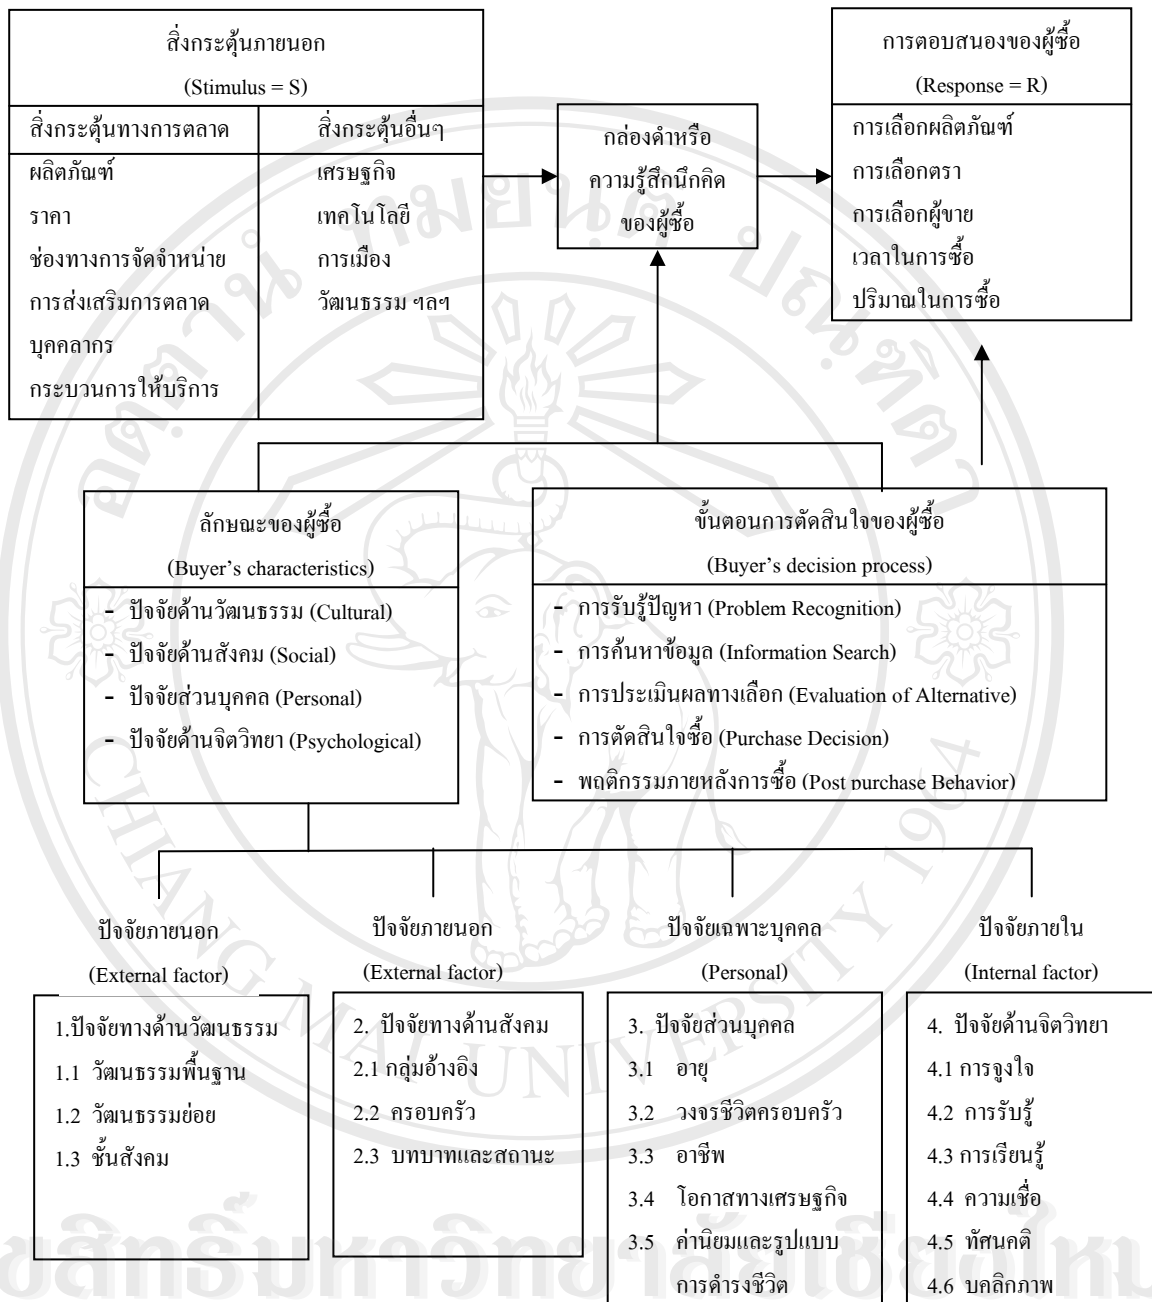 สิ่งกระตุ้นภายนอก
(Stimulus = S)
สิ่งกระตุ้นทางการตลาด
ผลิตภัณฑ์
ราคา
ช่องทางการจัดจำหน่าย
การส่งเสริมการตลาด
บุคคลากร
กระบวนการให้บริการ
สิ่งกระตุ้นอื่นๆ
เศรษฐกิจ
เทคโนโลยี
การเมือง
วัฒนธรรม ฯลฯ
กล่องดำหรือ
ความรู้สึกนึกคิด
ของผู้ซื้อ
การตอบสนองของผู้ซื้อ
(Response = R)
การเลือกผลิตภัณฑ์
การเลือกตรา
การเลือกผู้ขาย
เวลาในการซื้อ
ปริมาณในการซื้อ
ลักษณะของผู้ซื้อ
(Buyer's characteristics)
- ปัจจัยด้านวัฒนธรรม (Cultural)
- ปัจจัยด้านสังคม (Social)
- ปัจจัยส่วนบุคคล (Personal)
- ปัจจัยด้านจิตวิทยา (Psychological)
ขั้นตอนการตัดสินใจของผู้ซื้อ
(Buyer's decision process)
- การรับรู้ปัญหา (Problem Recognition)
- การค้นหาข้อมูล (Information Search)
- การประเมินผลทางเลือก (Evaluation of Alternative)
- การตัดสินใจซื้อ (Purchase Decision)
- พฤติกรรมภายหลังการซื้อ (Post purchase Behavior)
ปัจจัยภายนอก
(External factor)
1.ปัจจัยทางด้านวัฒนธรรม
1.1 วัฒนธรรมพื้นฐาน
1.2 วัฒนธรรมย่อย
1.3 ชั้นสังคม
ปัจจัยภายนอก
(External factor)
2. ปัจจัยทางด้านสังคม
2.1 กลุ่มอ้างอิง
2.2 ครอบครัว
2.3 บทบาทและสถานะ
ปัจจัยเฉพาะบุคคล
(Personal)
3. ปัจจัยส่วนบุคคล
3.1 อายุ
3.2 วงจรชีวิตครอบครัว
3.3 อาชีพ
3.4 โอกาสทางเศรษฐกิจ
3.5 ค่านิยมและรูปแบบ
การดำรงชีวิต
ปัจจัยภายใน
(Internal factor)
4. ปัจจัยด้านจิตวิทยา
4.1 การจูงใจ
4.2 การรับรู้
4.3 การเรียนรู้
4.4 ความเชื่อ
4.5 ทัศนคติ
4.6 บุคลิกภาพ
CHIANG MAI UNIVERSITY 1964